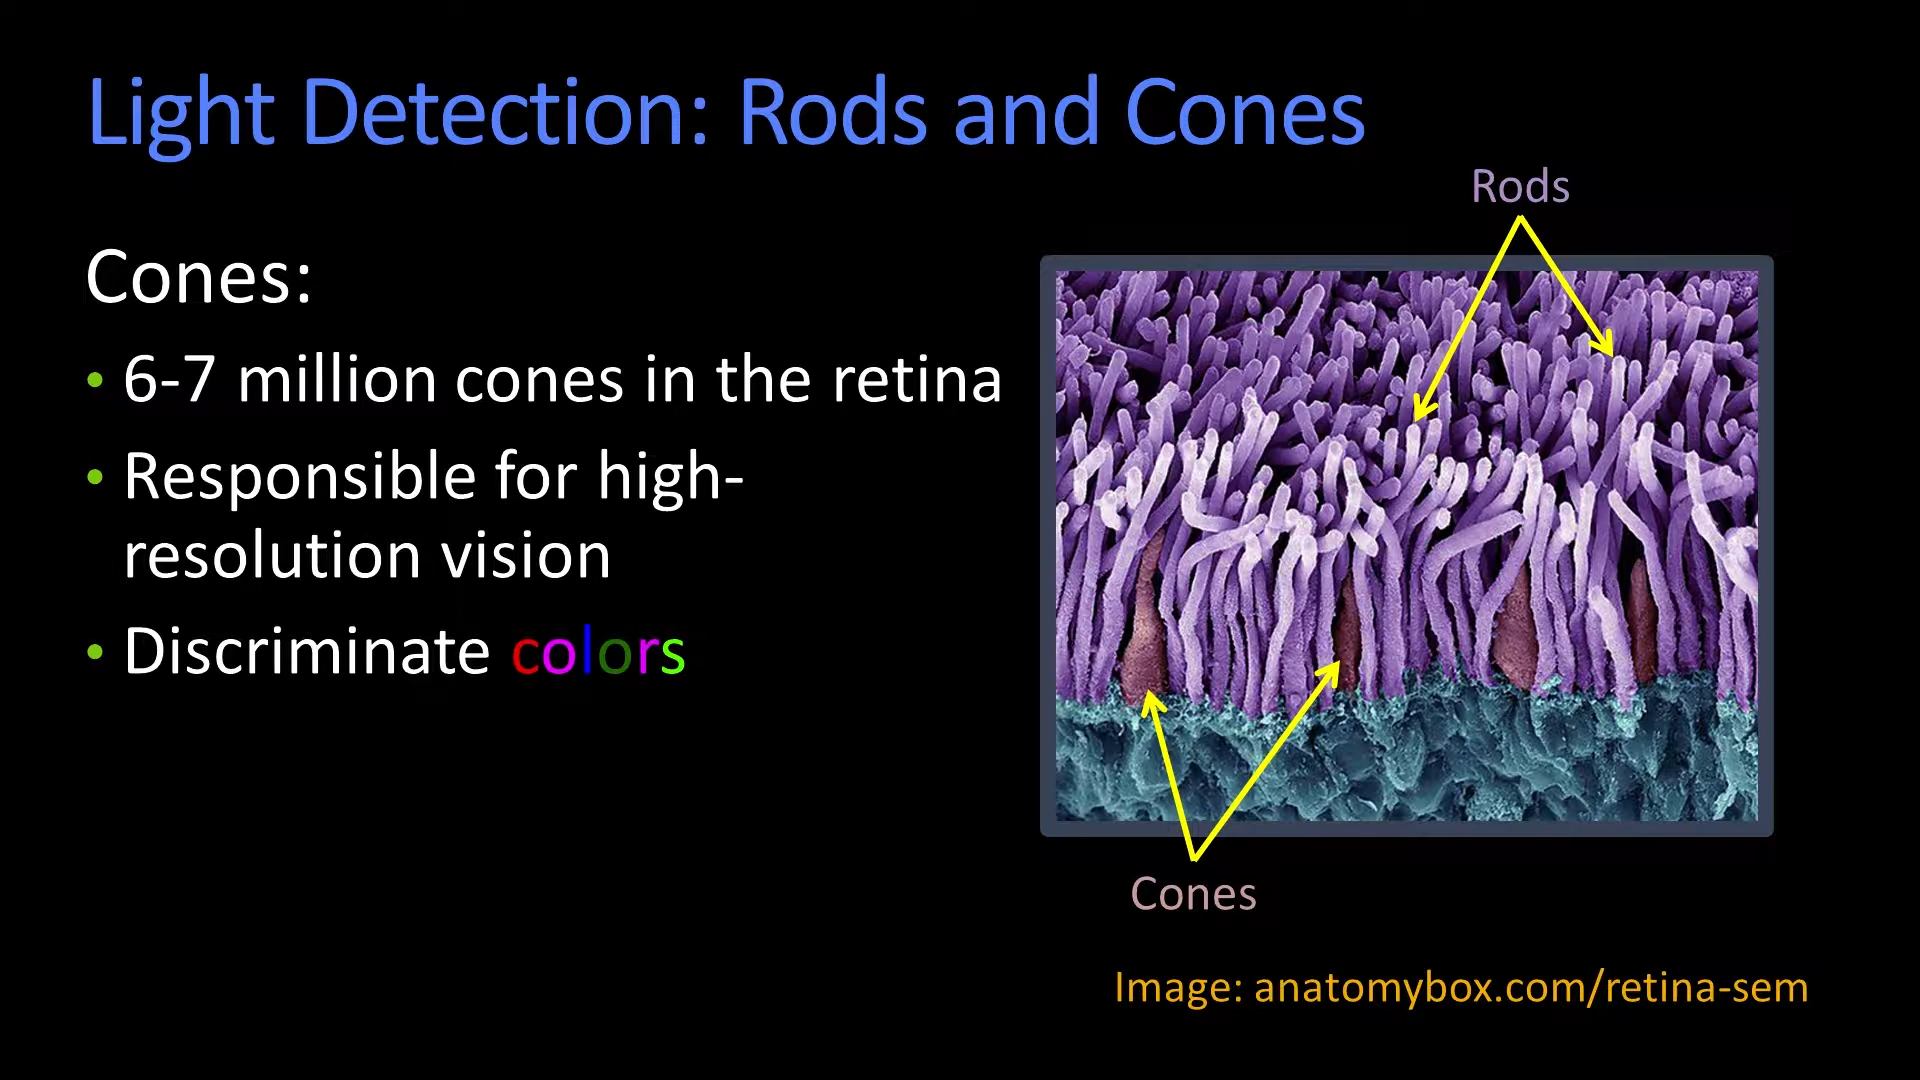 Light Detection: Rods and Cones
Rods
Cones:
• 6-7 million cones in the retina
• Responsible for high-
resolution vision
• Discriminate colors
Cones
Image: anatomybox.com/retina-sem